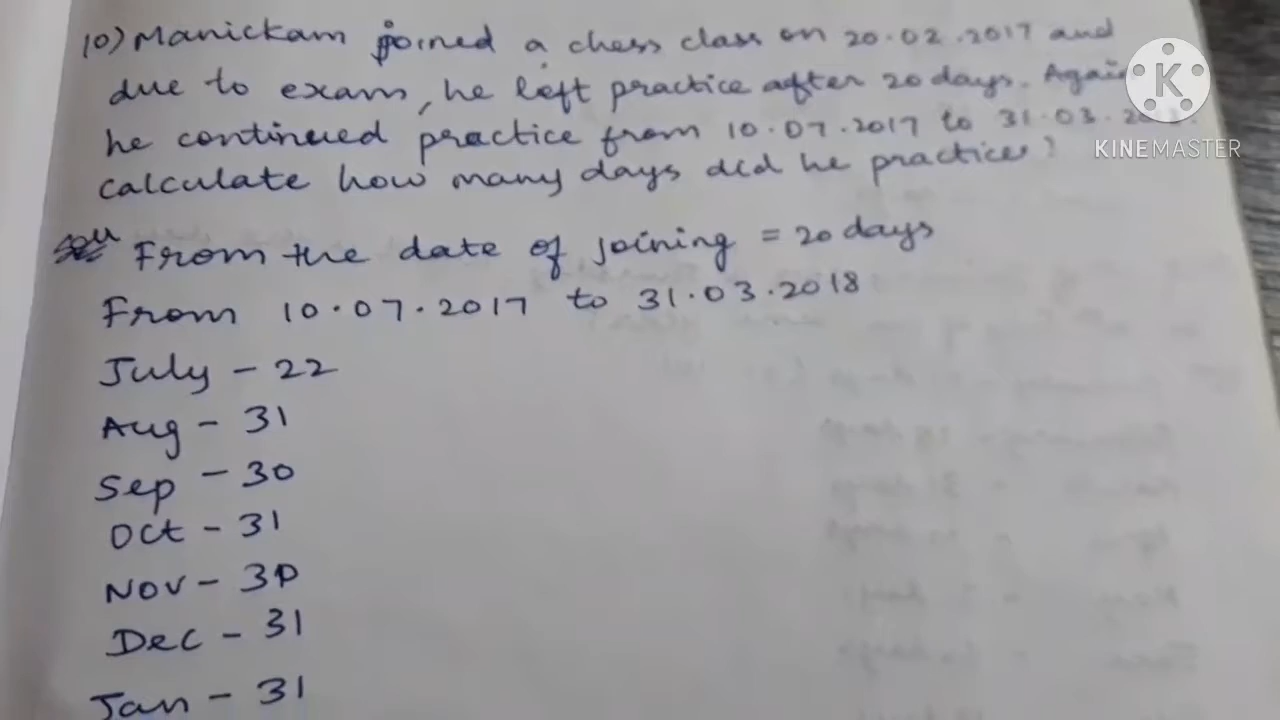 10) Manickam joined a chess class on 20.02.2017 and
due to exam, he left practice after 20 days. Again
he continued practice from 10.07.2017 to 31.03.
calculate how many days did he practice?
Soln From the date of joining = 20 days
From 10.07.2017 to 31.03.2018
July - 22
Aug - 31
Sep - 30
Oct - 31
Nov - 30
Dec - 31
Jan - 31
K
KINEMASTER